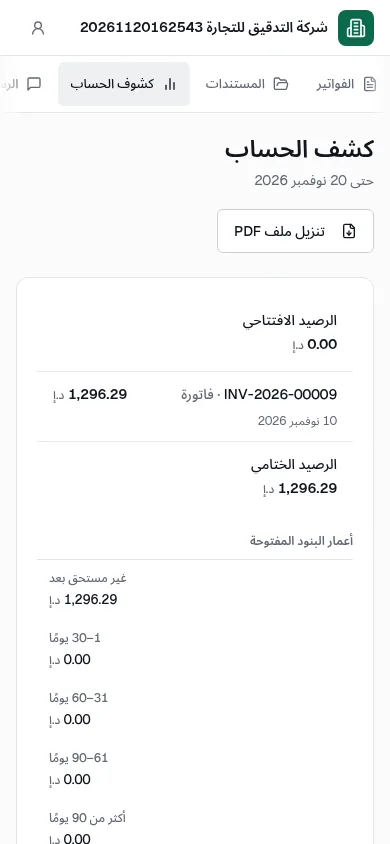 شركة التدقيق للتجارة 20261120162543
الفواتير
المستندات
كشوف الحساب
كشف الحساب
حتى 20 نوفمبر 2026
تنزيل ملف PDF
الرصيد الافتتاحي
0.00 د.إ
INV-2026-00009 · فاتورة
1,296.29 د.إ
10 نوفمبر 2026
الرصيد الختامي
1,296.29 د.إ
أعمار البنود المفتوحة
غير مستحق بعد
1,296.29 د.إ
1–30 يومًا
0.00 د.إ
31–60 يومًا
0.00 د.إ
61–90 يومًا
0.00 د.إ
أكثر من 90 يومًا
0.00 د.إ